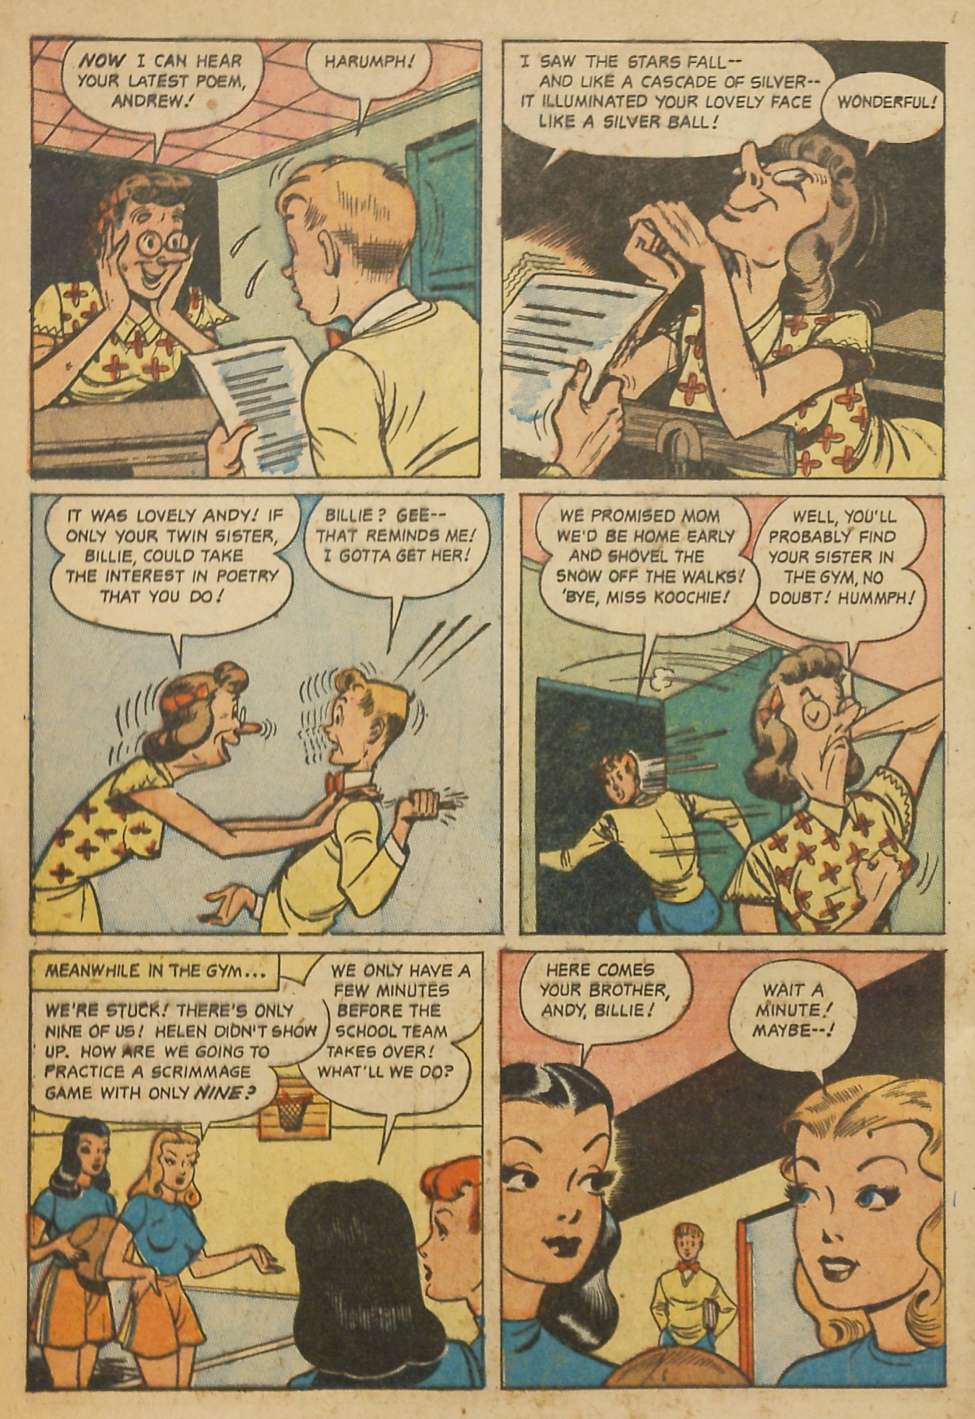 NOW I CAN HEAR
YOUR LATEST POEM,
ANDREW!
HARUMPH!
I SAW THE STARS FALL--
AND LIKE A CASCADE OF SILVER--
IT ILLUMINATED YOUR LOVELY FACE
LIKE A SILVER BALL!
WONDERFUL!
IT WAS LOVELY ANDY! IF
ONLY YOUR TWIN SISTER,
BILLIE, COULD TAKE
THE INTEREST IN POETRY
THAT YOU DO!
BILLIE? GEE--
THAT REMINDS ME!
I GOTTA GET HER!
WE PROMISED MOM
WE'D BE HOME EARLY
AND SHOVEL THE
SNOW OFF THE WALKS!
'BYE, MISS KOOCHIE!
WELL, YOU'LL
PROBABLY FIND
YOUR SISTER IN
THE GYM, NO
DOUBT! HUMMPH!
MEANWHILE IN THE GYM...
WE'RE STUCK! THERE'S ONLY
NINE OF US! HELEN DIDN'T SHOW
UP. HOW ARE WE GOING TO
PRACTICE A SCRIMMAGE
GAME WITH ONLY NINE?
WE ONLY HAVE A
FEW MINUTES
BEFORE THE
SCHOOL TEAM
TAKES OVER!
WHAT'LL WE DO?
HERE COMES
YOUR BROTHER,
ANDY, BILLIE!
WAIT A
MINUTE!
MAYBE--!